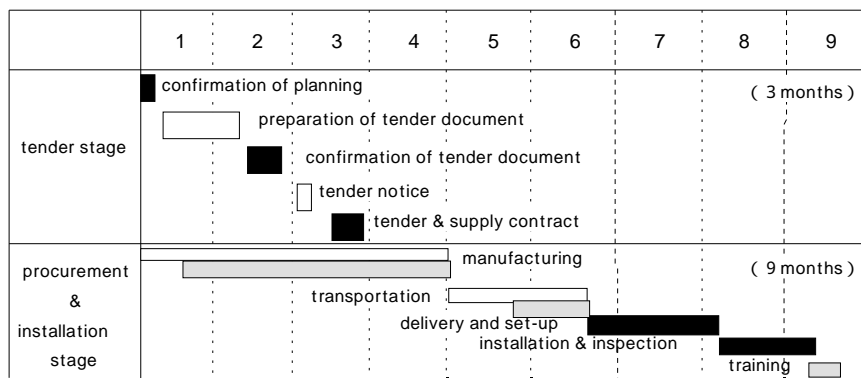 1 2 3 4 5 6 7 8 9
confirmation of planning
( 3 months)
preparation of tender document
tender stage
confirmation of tender document
tender notice
tender & supply contract
procurement
&
installation
stage
manufacturing
( 9 months)
transportation
delivery and set-up
installation & inspection
training